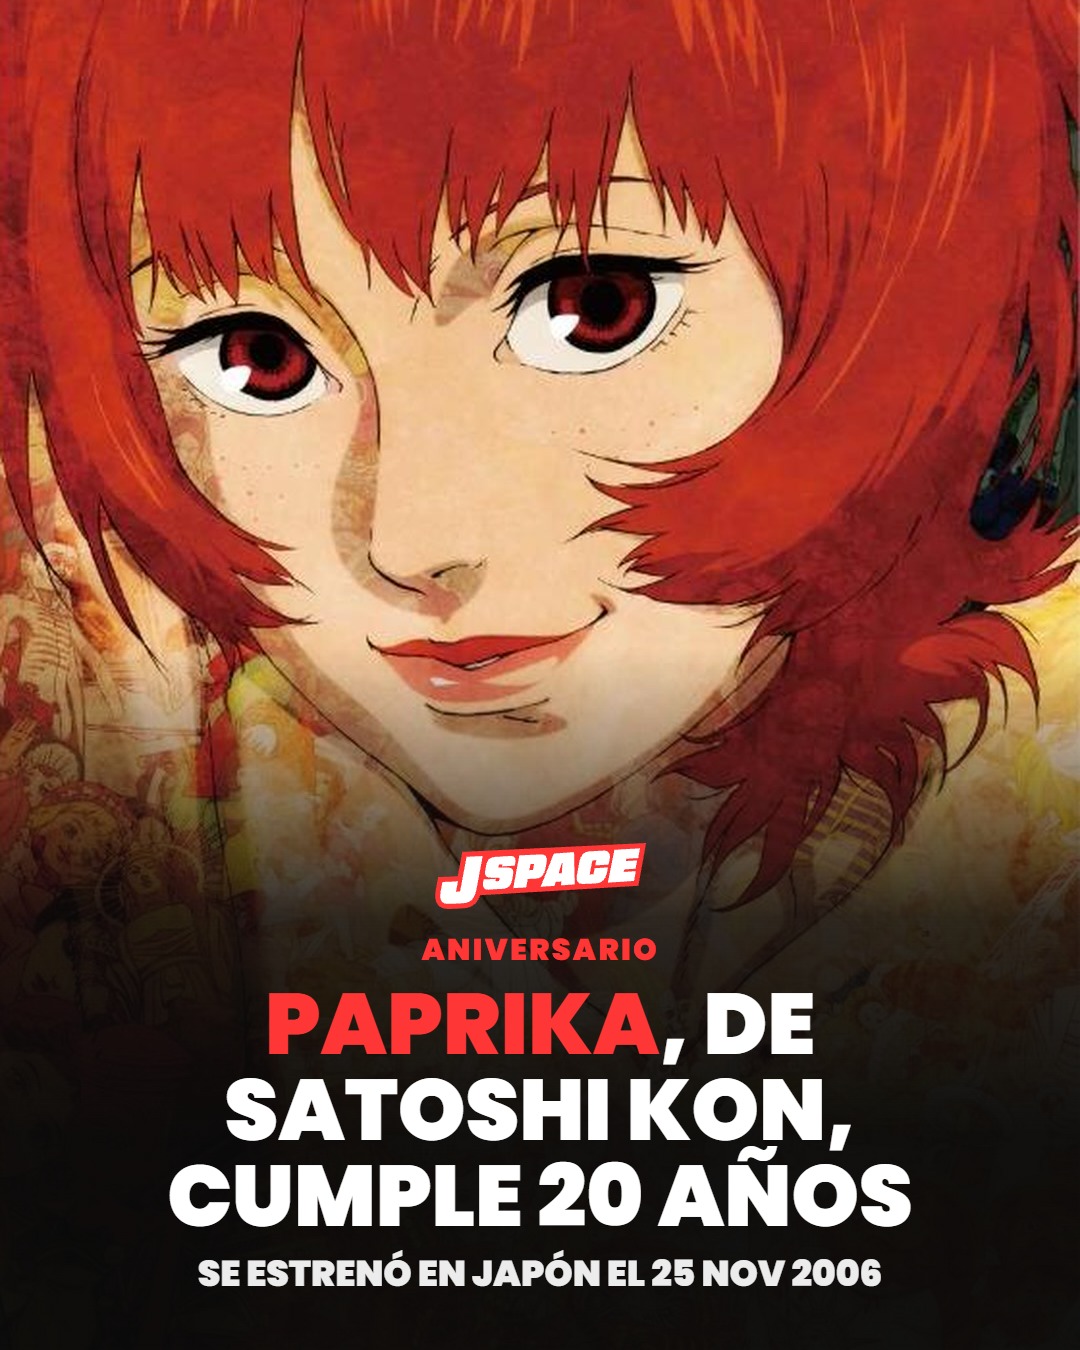 JSPACE
ANIVERSARIO
PAPRIKA, DE
SATOSHI KON,
CUMPLE 20 AÑOS
SE ESTRENÓ EN JAPÓN EL 25 NOV 2006